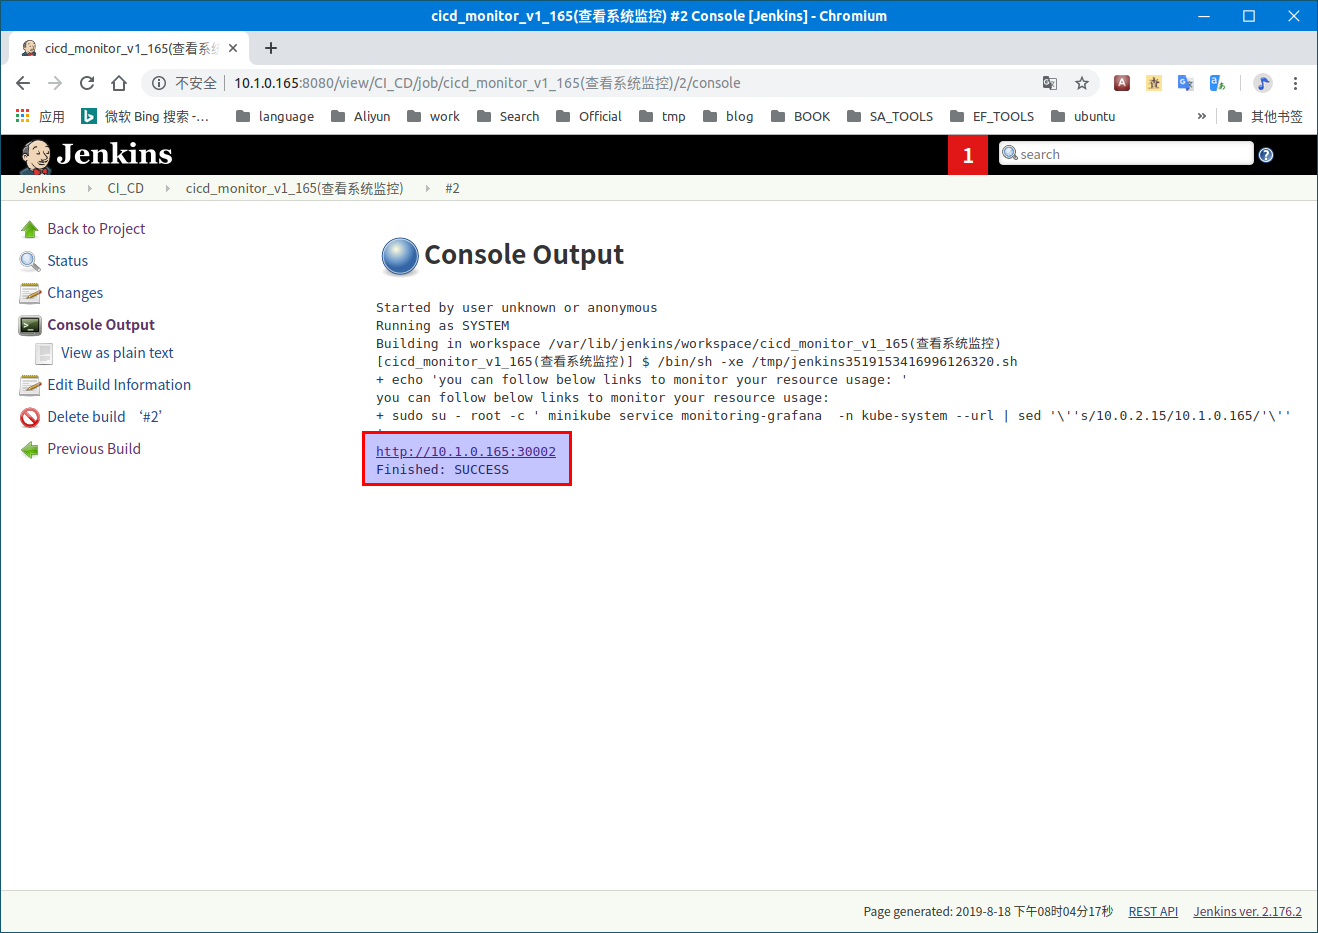 cicd_monitor_v1_165(查看系统监控) #2 Console [Jenkins] - Chromium
cicd_monitor_v1_165(查看系统
不安全 10.1.0.165:8080/view/CI_CD/job/cicd_monitor_v1_165(查看系统监控)/2/console
应用 微软 Bing 搜索 -... language Aliyun work Search Official tmp blog BOOK SA_TOOLS EF_TOOLS ubuntu » 其他书签
Jenkins 1 search
Jenkins CI_CD cicd_monitor_v1_165(查看系统监控) #2
Back to Project
Status
Changes
Console Output
View as plain text
Edit Build Information
Delete build ‘#2’
Previous Build
Console Output
Started by user unknown or anonymous
Running as SYSTEM
Building in workspace /var/lib/jenkins/workspace/cicd_monitor_v1_165(查看系统监控)
[cicd_monitor_v1_165(查看系统监控)] $ /bin/sh -xe /tmp/jenkins3519153416996126320.sh
+ echo 'you can follow below links to monitor your resource usage: '
you can follow below links to monitor your resource usage:
+ sudo su - root -c ' minikube service monitoring-grafana  -n kube-system --url | sed '\''s/10.0.2.15/10.1.0.165/'\''
'
http://10.1.0.165:30002
Finished: SUCCESS
Page generated: 2019-8-18 下午08时04分17秒 REST API Jenkins ver. 2.176.2